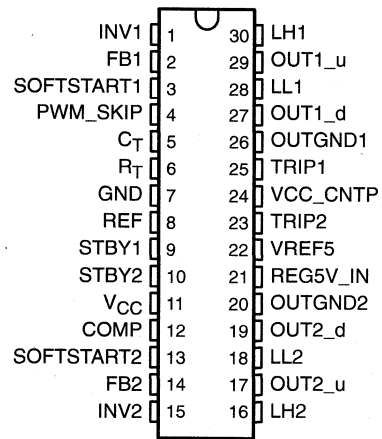 INV1 1 30 LH1
FB1 2 29 OUT1_u
SOFTSTART1 3 28 LL1
PWM_SKIP 4 27 OUT1_d
CT 5 26 OUTGND1
RT 6 25 TRIP1
GND 7 24 VCC_CNTP
REF 8 23 TRIP2
STBY1 9 22 VREF5
STBY2 10 21 REG5V_IN
VCC 11 20 OUTGND2
COMP 12 19 OUT2_d
SOFTSTART2 13 18 LL2
FB2 14 17 OUT2_u
INV2 15 16 LH2